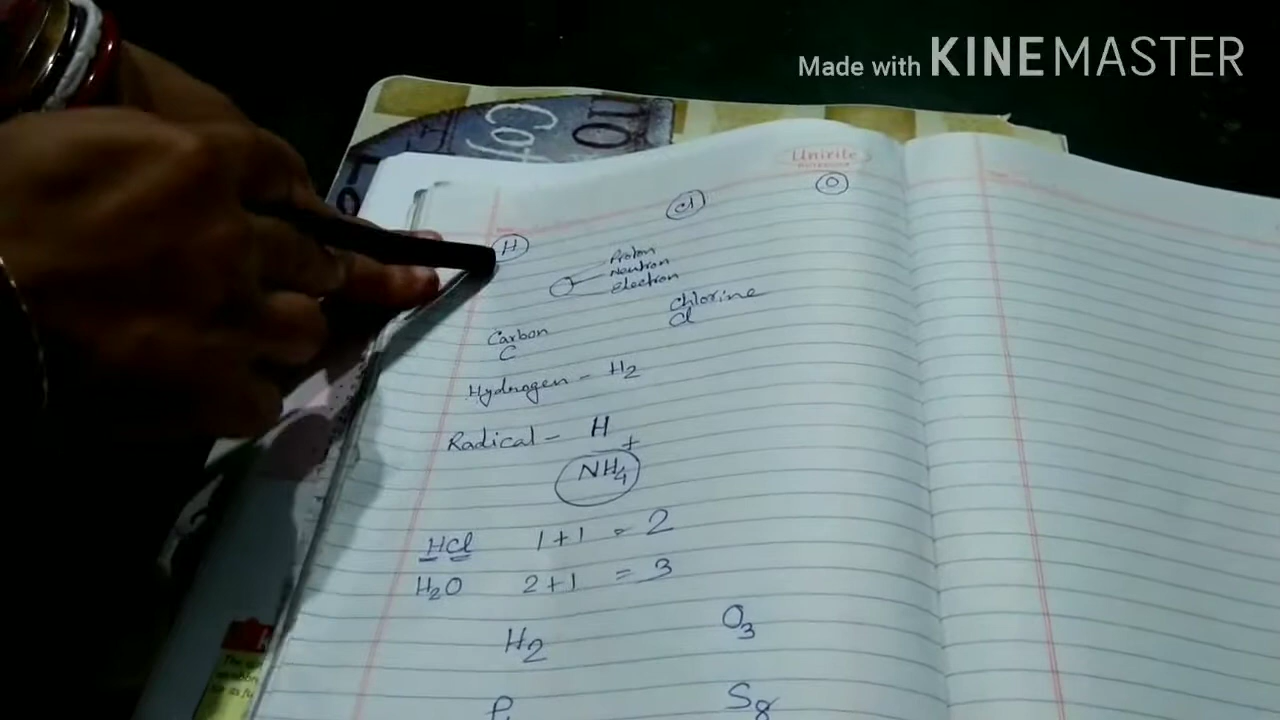 Made with KINEMASTER
Unirite
H Cl O
Proton
Neutron
electron
Carbon
C
Chlorine
Cl
Hydrogen - H2
Radical - H
NH4+
HCl 1+1 = 2
H2O 2+1 = 3
H2 O3
S8